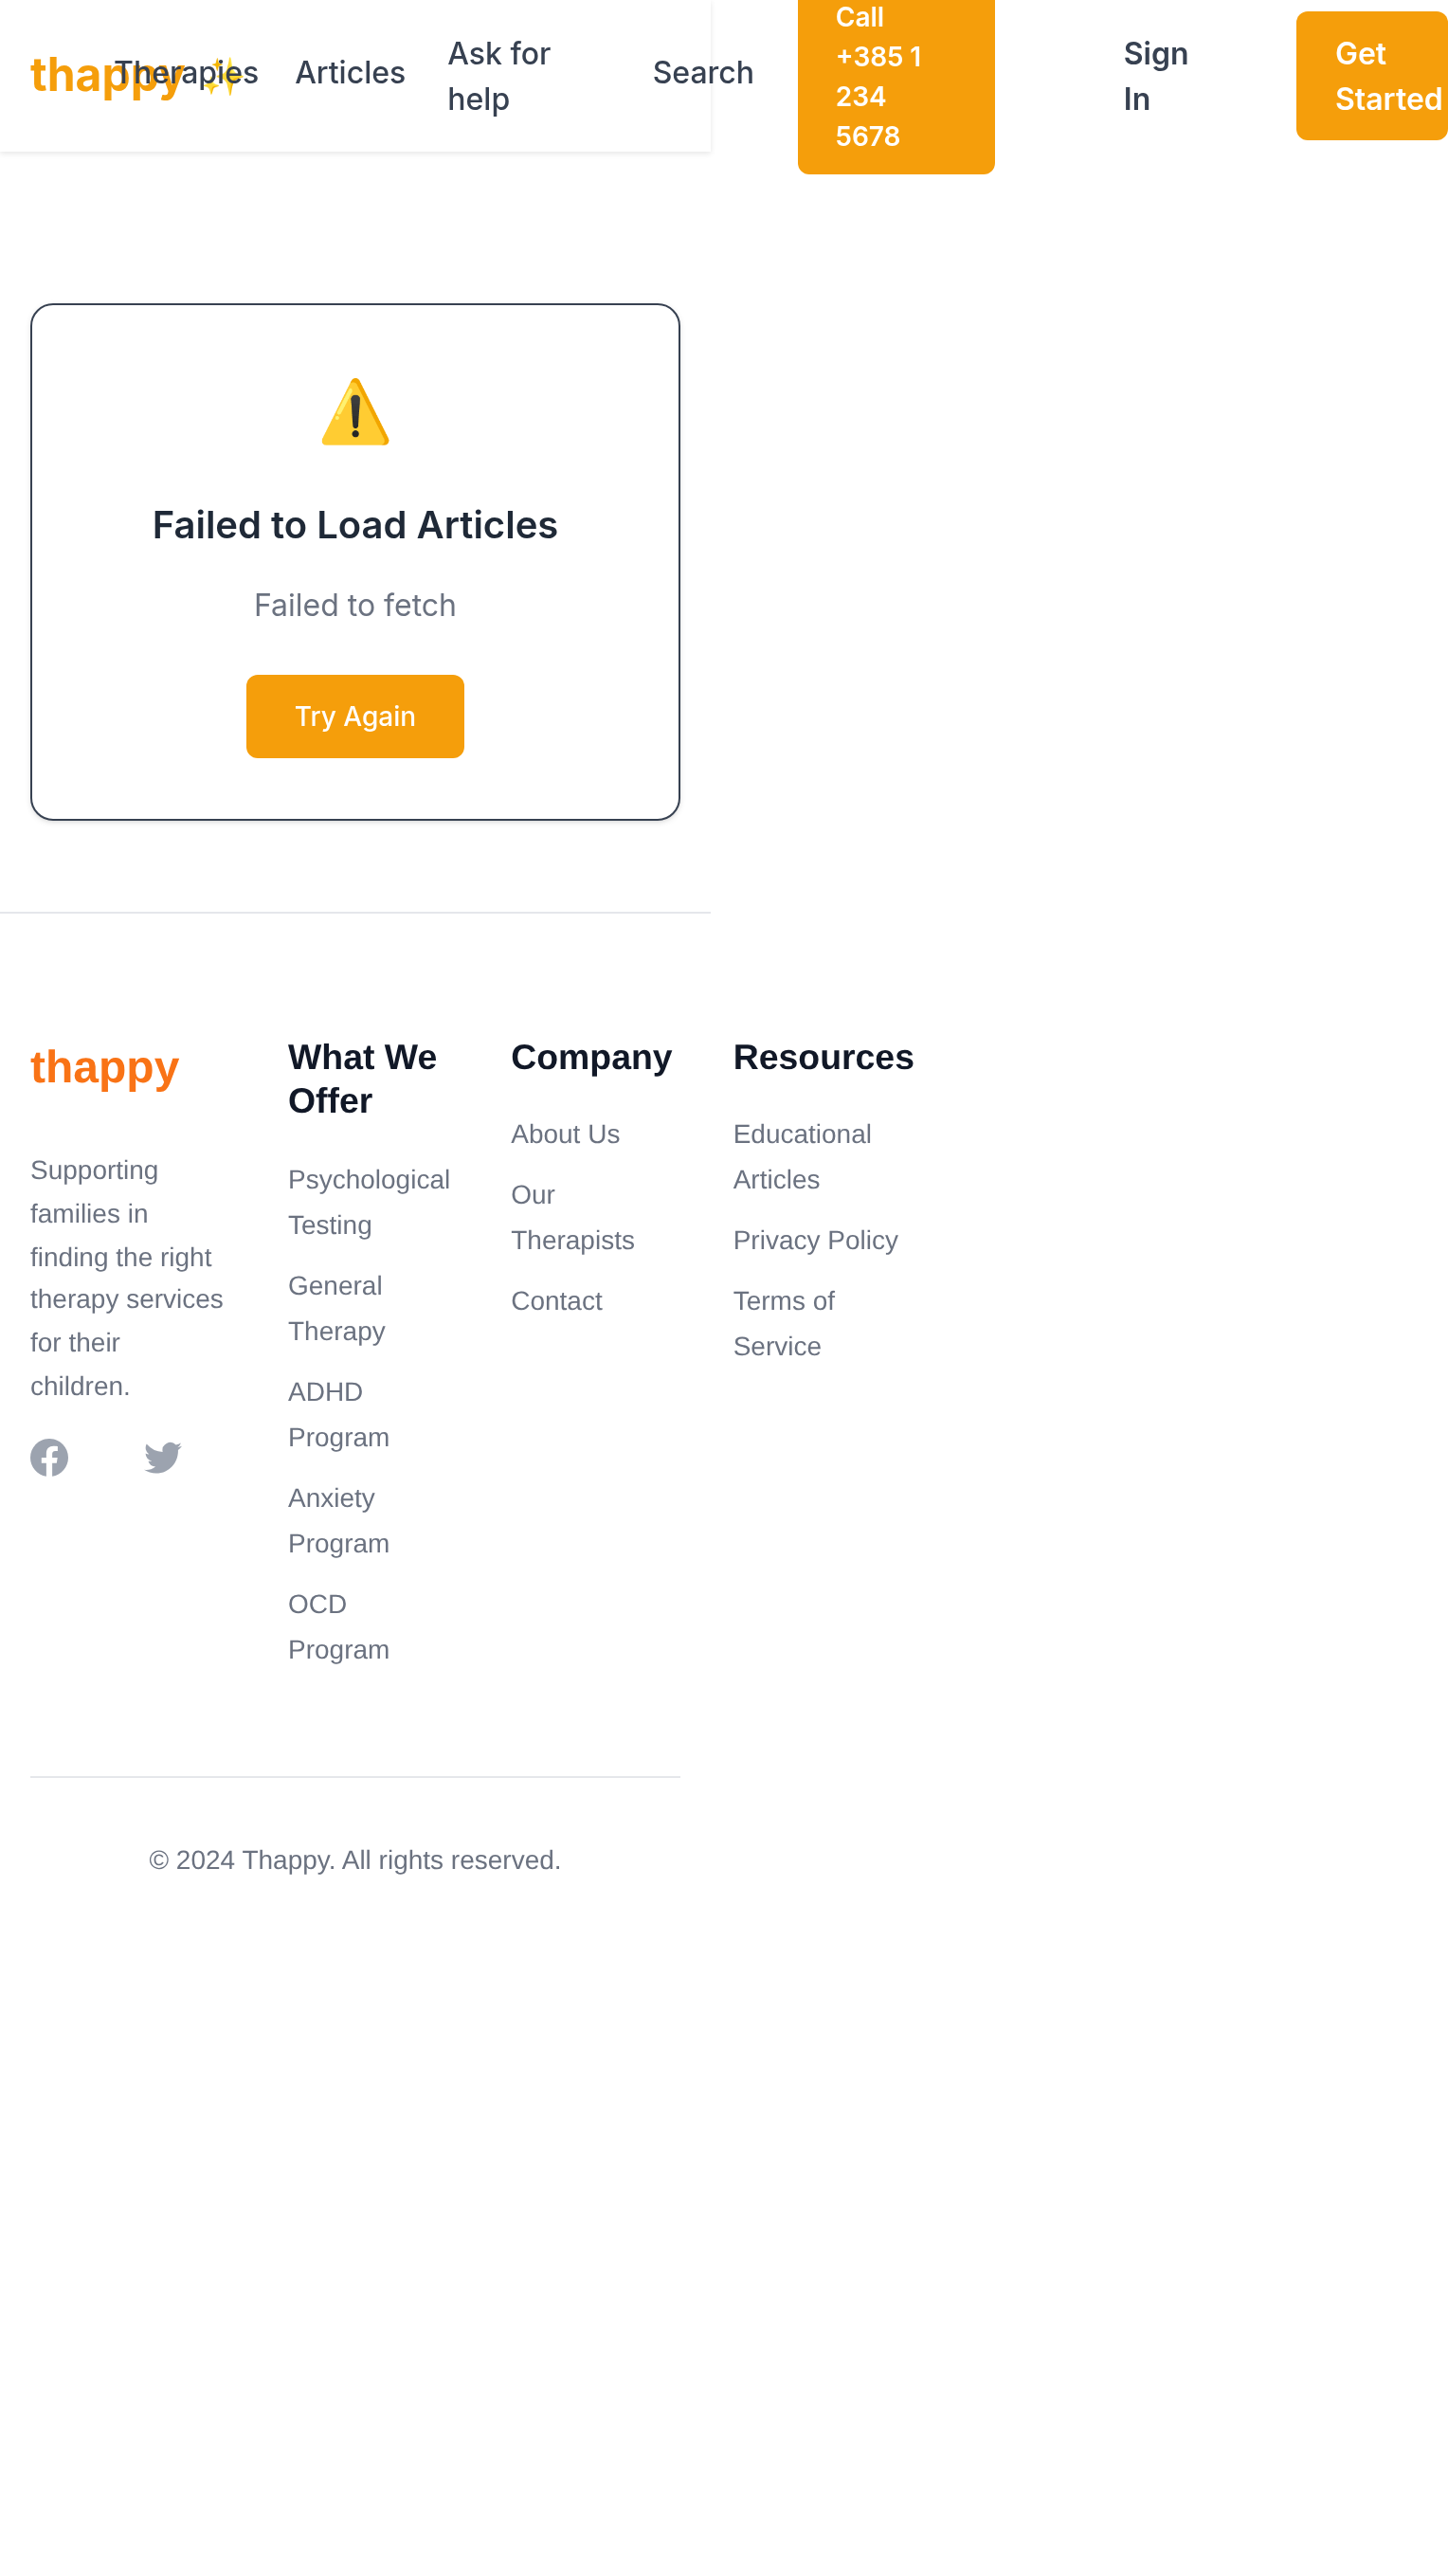 thappy ✨
Therapies
Articles
Ask for
help
Search
Call
+385 1
234
5678
Sign
In
Get
Started
Failed to Load Articles
Failed to fetch
Try Again
thappy
Supporting
families in
finding the right
therapy services
for their
children.
What We
Offer
Psychological
Testing
General
Therapy
ADHD
Program
Anxiety
Program
OCD
Program
Company
About Us
Our
Therapists
Contact
Resources
Educational
Articles
Privacy Policy
Terms of
Service
© 2024 Thappy. All rights reserved.